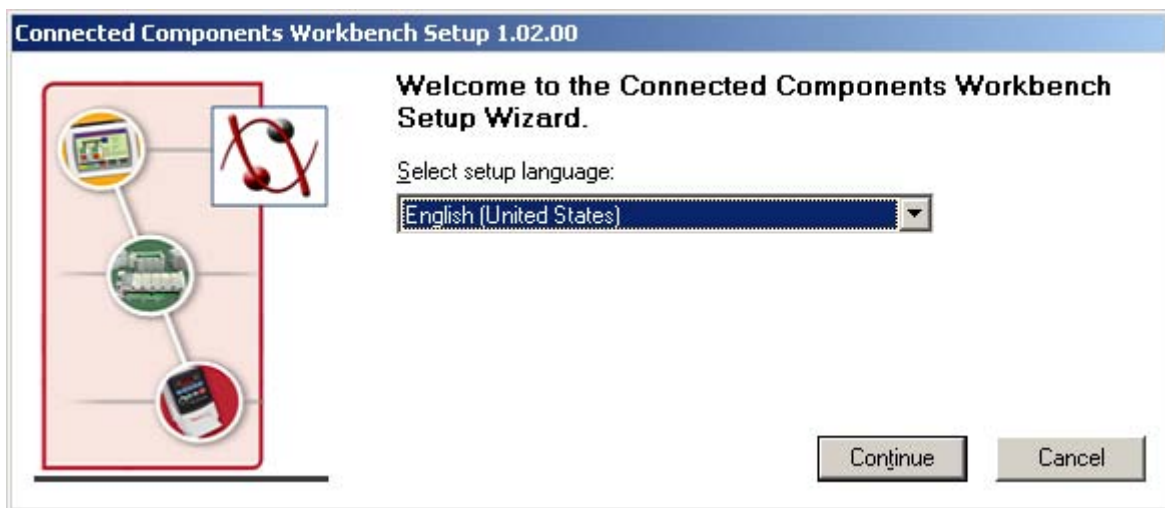 Connected Components Workbench Setup 1.02.00
Welcome to the Connected Components Workbench
Setup Wizard.
Select setup language:
English (United States)
Continue
Cancel